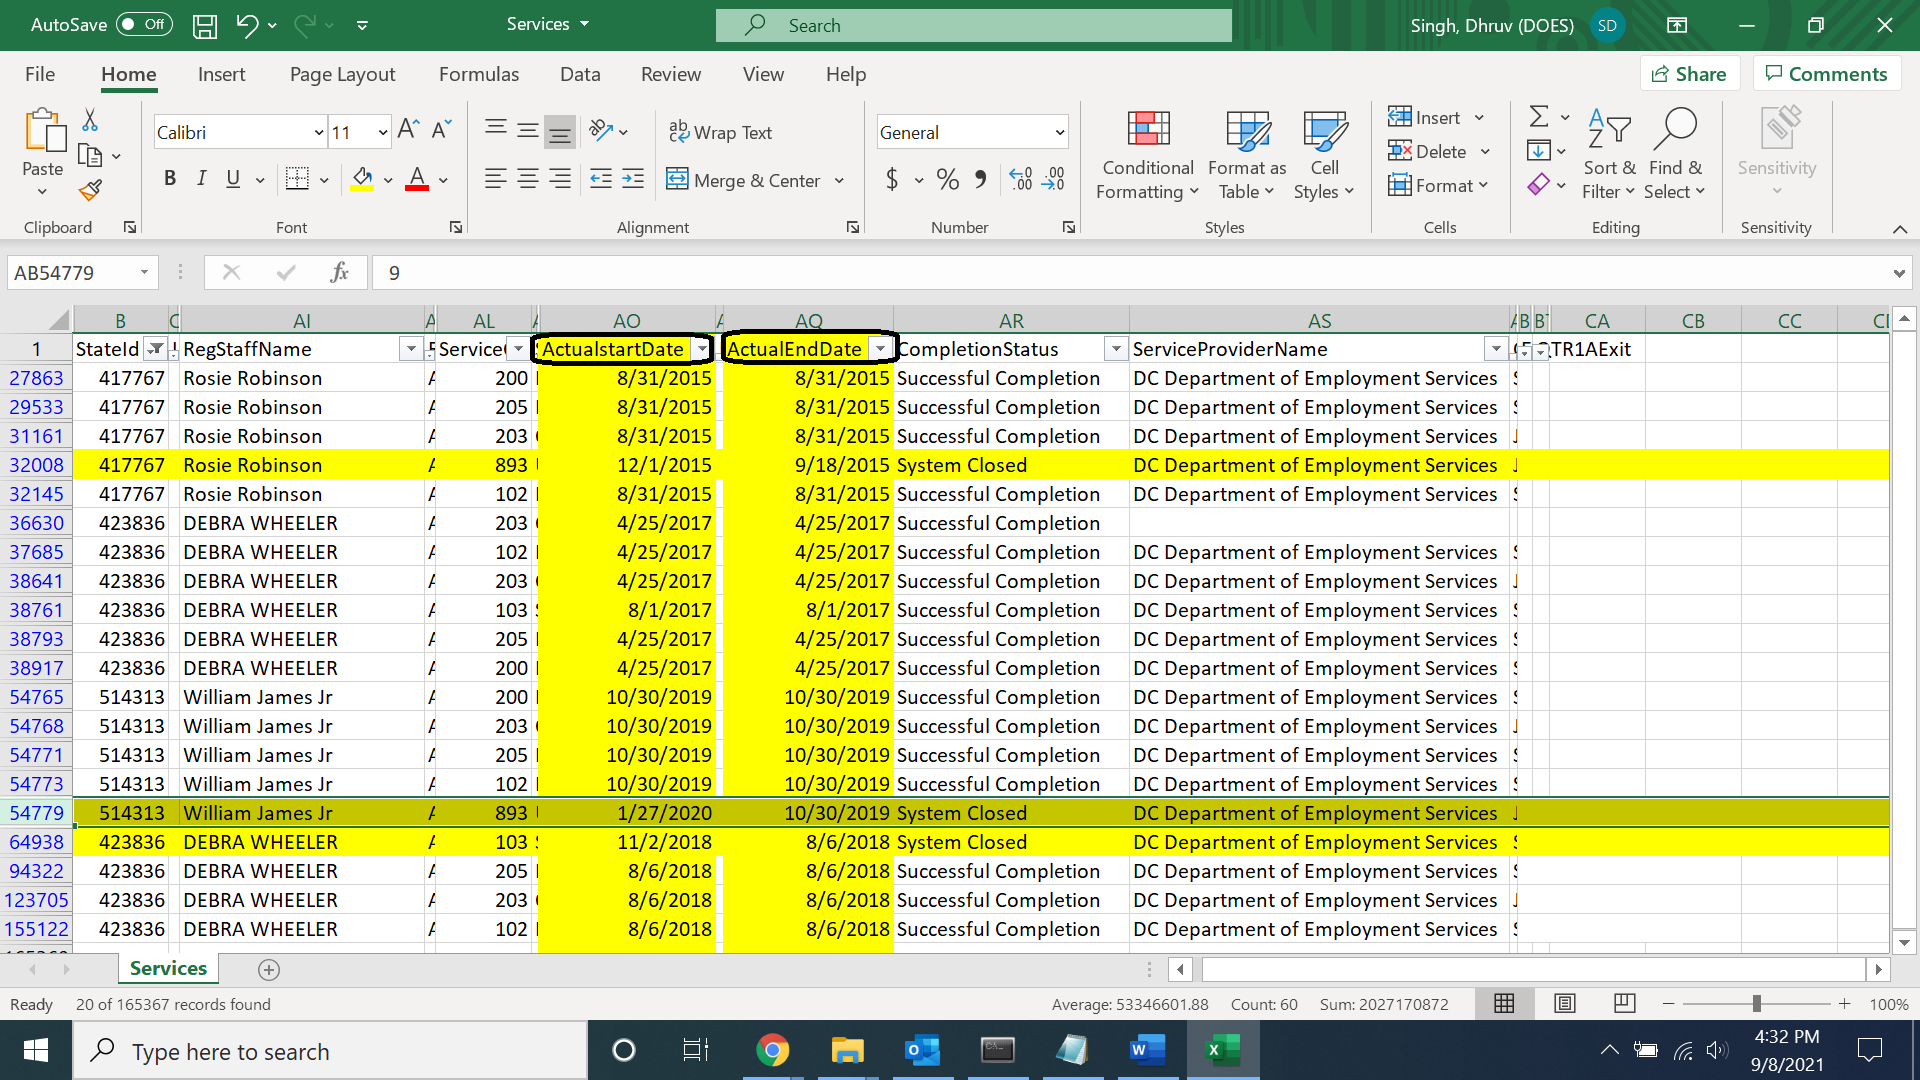 AutoSave Off Services Search Singh, Dhruv (DOES) SD
File Home Insert Page Layout Formulas Data Review View Help Share Comments
Calibri 11 A A ab Wrap Text General Insert
Paste B I U A Merge & Center $ % 9 .00 .00 Conditional Formatting Format as Table Cell Styles Delete Format Sort & Filter Find & Select Sensitivity
Clipboard Font Alignment Number Styles Cells Editing Sensitivity
AB54779 fx 9
B AI AL AO AQ AR AS CA CB CC
1 StateId RegStaffName ActualstartDate ActualEndDate CompletionStatus ServiceProviderName
27863 417767 Rosie Robinson 200 8/31/2015 8/31/2015 Successful Completion DC Department of Employment Services
29533 417767 Rosie Robinson 205 8/31/2015 8/31/2015 Successful Completion DC Department of Employment Services
31161 417767 Rosie Robinson 203 8/31/2015 8/31/2015 Successful Completion DC Department of Employment Services
32008 417767 Rosie Robinson 893 12/1/2015 9/18/2015 System Closed DC Department of Employment Services
32145 417767 Rosie Robinson 102 8/31/2015 8/31/2015 Successful Completion DC Department of Employment Services
36630 423836 DEBRA WHEELER 203 4/25/2017 4/25/2017 Successful Completion
37685 423836 DEBRA WHEELER 102 4/25/2017 4/25/2017 Successful Completion DC Department of Employment Services
38641 423836 DEBRA WHEELER 203 4/25/2017 4/25/2017 Successful Completion DC Department of Employment Services
38761 423836 DEBRA WHEELER 103 8/1/2017 8/1/2017 Successful Completion DC Department of Employment Services
38793 423836 DEBRA WHEELER 205 4/25/2017 4/25/2017 Successful Completion DC Department of Employment Services
38917 423836 DEBRA WHEELER 200 4/25/2017 4/25/2017 Successful Completion DC Department of Employment Services
54765 514313 William James Jr 200 10/30/2019 10/30/2019 Successful Completion DC Department of Employment Services
54768 514313 William James Jr 203 10/30/2019 10/30/2019 Successful Completion DC Department of Employment Services
54771 514313 William James Jr 205 10/30/2019 10/30/2019 Successful Completion DC Department of Employment Services
54773 514313 William James Jr 102 10/30/2019 10/30/2019 Successful Completion DC Department of Employment Services
54779 514313 William James Jr 893 1/27/2020 10/30/2019 System Closed DC Department of Employment Services
64938 423836 DEBRA WHEELER 103 11/2/2018 8/6/2018 System Closed DC Department of Employment Services
94322 423836 DEBRA WHEELER 205 8/6/2018 8/6/2018 Successful Completion DC Department of Employment Services
123705 423836 DEBRA WHEELER 203 8/6/2018 8/6/2018 Successful Completion DC Department of Employment Services
155122 423836 DEBRA WHEELER 102 8/6/2018 8/6/2018 Successful Completion DC Department of Employment Services
Services
Ready 20 of 165367 records found Average: 53346601.88 Count: 60 Sum: 2027170872 100%
Type here to search 4:32 PM
9/8/2021